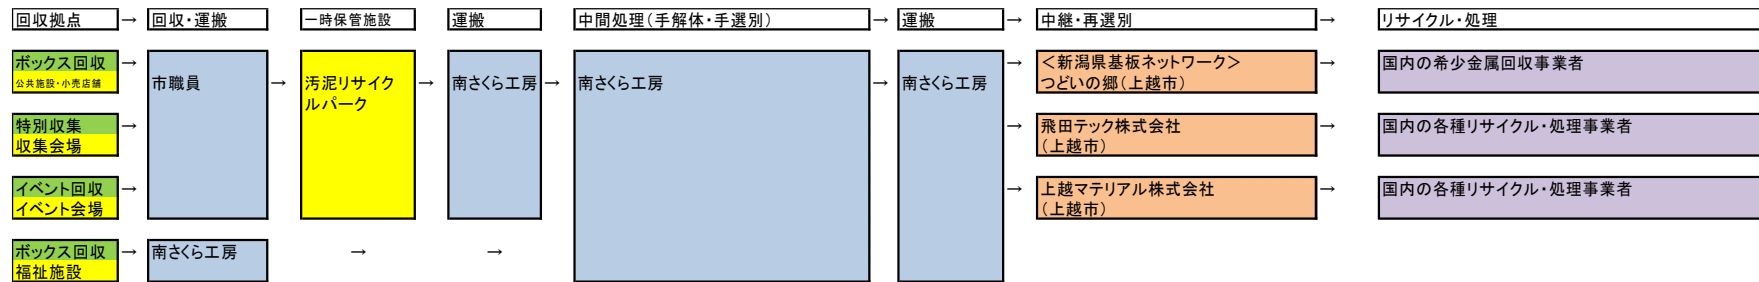 回収拠点 → 回収・運搬 一時保管施設 運搬 中間処理(手解体・手選別) → 運搬 → 中継・再選別 → リサイクル・処理
ボックス回収 →
公共施設・小売店舗
市職員 → 汚泥リサイク
ルパーク
→ 南さくら工房 → 南さくら工房 → 南さくら工房
→ <新潟県基板ネットワーク>
つどいの郷(上越市)
→ 国内の希少金属回収事業者
特別収集 →
収集会場
→ 飛田テック株式会社
(上越市)
→ 国内の各種リサイクル・処理事業者
イベント回収 →
イベント会場
→ 上越マテリアル株式会社
(上越市)
→ 国内の各種リサイクル・処理事業者
ボックス回収 → 南さくら工房 → →
福祉施設